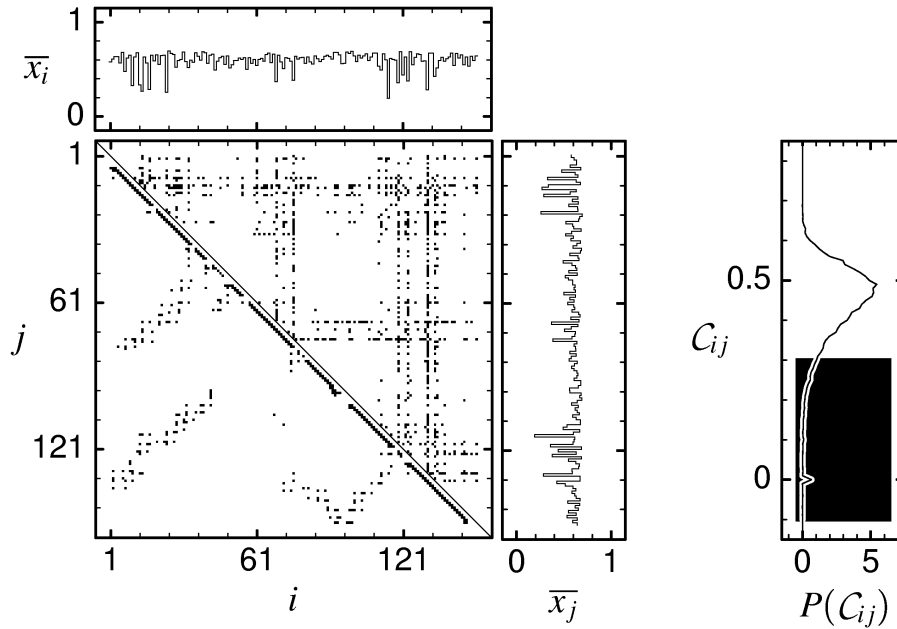 1
x̄ᵢ
0
1
61
j
121
1 61 121
i
0 1
x̄ⱼ
0.5
𝒞ᵢⱼ
0
0 5
P(𝒞ᵢⱼ)